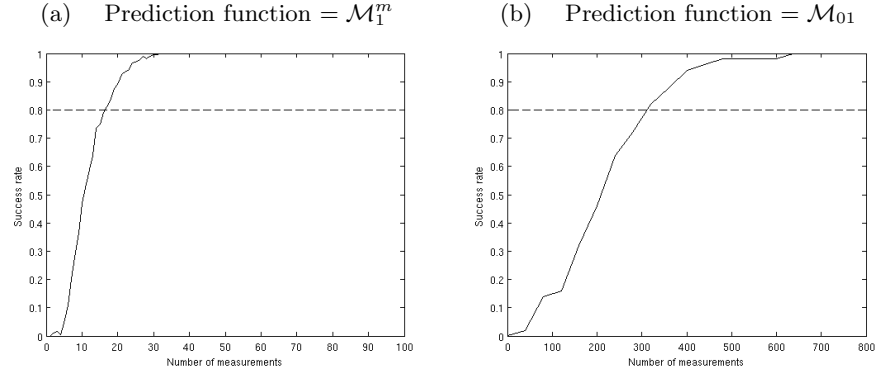 (a) Prediction function = $\mathcal{M}_1^m$
1
0.9
0.8
0.7
0.6
0.5
0.4
0.3
0.2
0.1
0
Success rate
0 10 20 30 40 50 60 70 80 90 100
Number of measurements
(b) Prediction function = $\mathcal{M}_{01}$
1
0.9
0.8
0.7
0.6
0.5
0.4
0.3
0.2
0.1
0
Success rate
0 100 200 300 400 500 600 700 800
Number of measurements